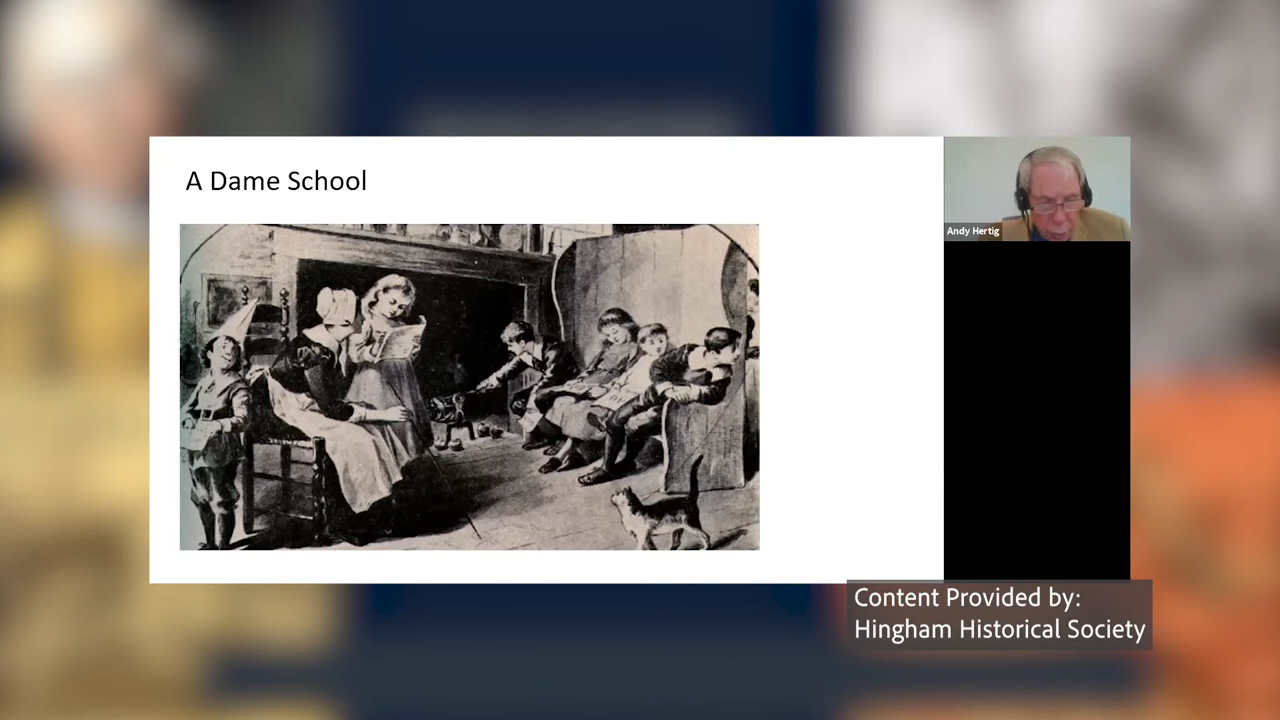 A Dame School
Andy Hertig
Content Provided by:
Hingham Historical Society